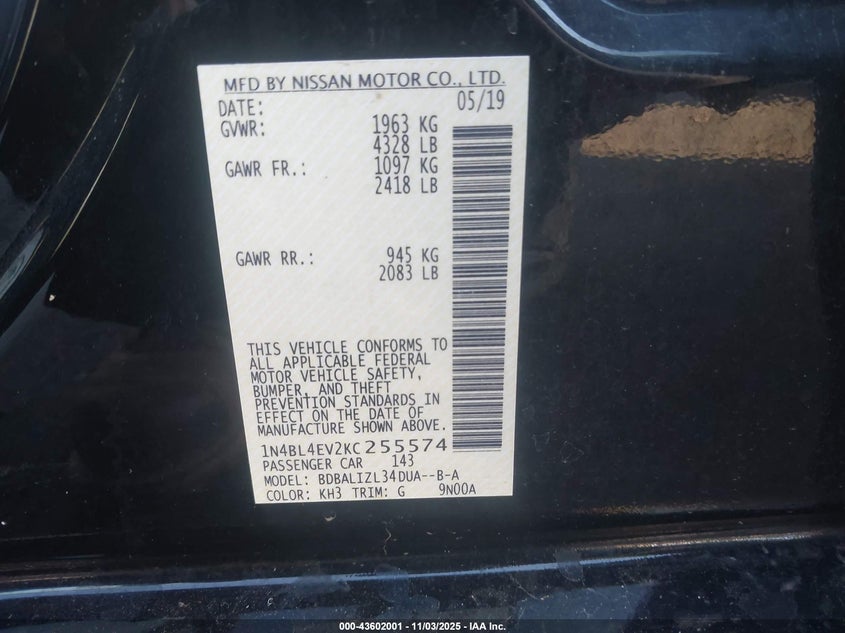 MFD BY NISSAN MOTOR CO., LTD.
DATE: 05/19
GVWR: 1963 KG
4328 LB
GAWR FR.: 1097 KG
2418 LB
GAWR RR.: 945 KG
2083 LB
THIS VEHICLE CONFORMS TO
ALL APPLICABLE FEDERAL
MOTOR VEHICLE SAFETY,
BUMPER, AND THEFT
PREVENTION STANDARDS IN
EFFECT ON THE DATE OF
MANUFACTURE SHOWN ABOVE.
1N4BL4EV2KC255574
PASSENGER CAR 143
MODEL: BDBALIZL34DUA--B-A
COLOR: KH3 TRIM: G 9N00A
000-43602001 - 11/03/2025 - IAA Inc.